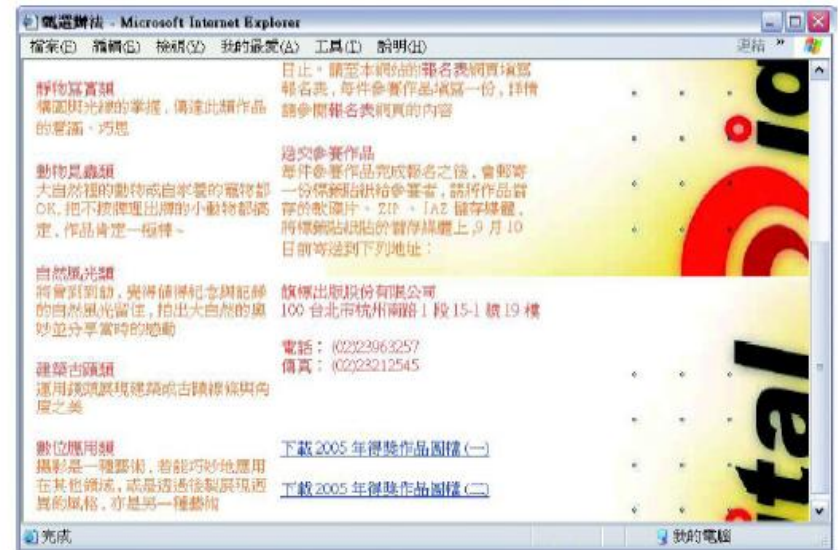 甄選辦法 - Microsoft Internet Explorer
檔案(F) 編輯(E) 檢視(V) 我的最愛(A) 工具(T) 說明(H)
連結 »
靜物寫實類
構圖與光線的掌握，傳達此類作品
的意涵、巧思
動物昆蟲類
大自然裡的動物或自家養的寵物都
OK，把不按牌理出牌的小動物都搞
定，作品肯定一極棒~
自然風光類
將曾到到訪，覺得值得紀念與記錄
的自然風光留住，拍出大自然的奧
妙並分享當時的感動
建築古蹟類
運用鏡頭展現建築或古蹟線條與角
度之美
數位應用類
攝影是一種藝術，若能巧妙地應用
在其他領域，或是透過後製展現迥
異的風格，亦是另一種藝術
日止。請至本網站的報名表網頁填寫
報名表，每件參賽作品填寫一份，詳情
請參閱報名表網頁的內容
送交參賽作品
每件參賽作品完成報名之後，會郵寄
一份標籤貼紙給參賽者，請將作品儲
存的軟碟片、ZIP、JAZ 儲存媒體，
將標籤貼紙貼於儲存媒體上，9 月 10
日前寄送到下列地址：
旗標出版股份有限公司
100 台北市杭州南路 1 段 15-1 號 19 樓
電話： (02)23963257
傳真： (02)23212545
下載 2005 年得獎作品圖檔 (一)
下載 2005 年得獎作品圖檔 (二)
id
ital
完成
我的電腦